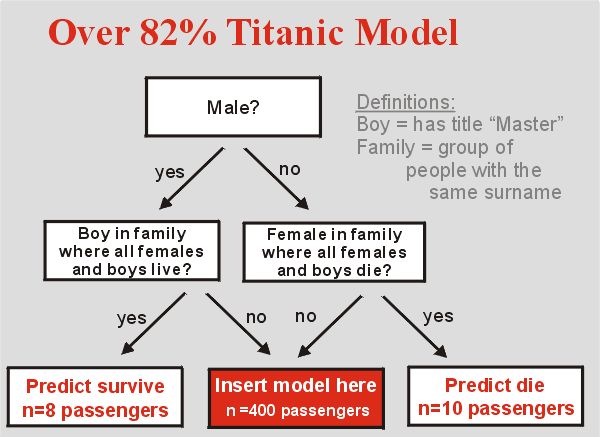 Over 82% Titanic Model
Male?
Definitions:
Boy = has title “Master”
Family = group of
people with the
same surname
yes
no
Boy in family
where all females
and boys live?
Female in family
where all females
and boys die?
yes
no
no
yes
Predict survive
n=8 passengers
Insert model here
n =400 passengers
Predict die
n=10 passengers